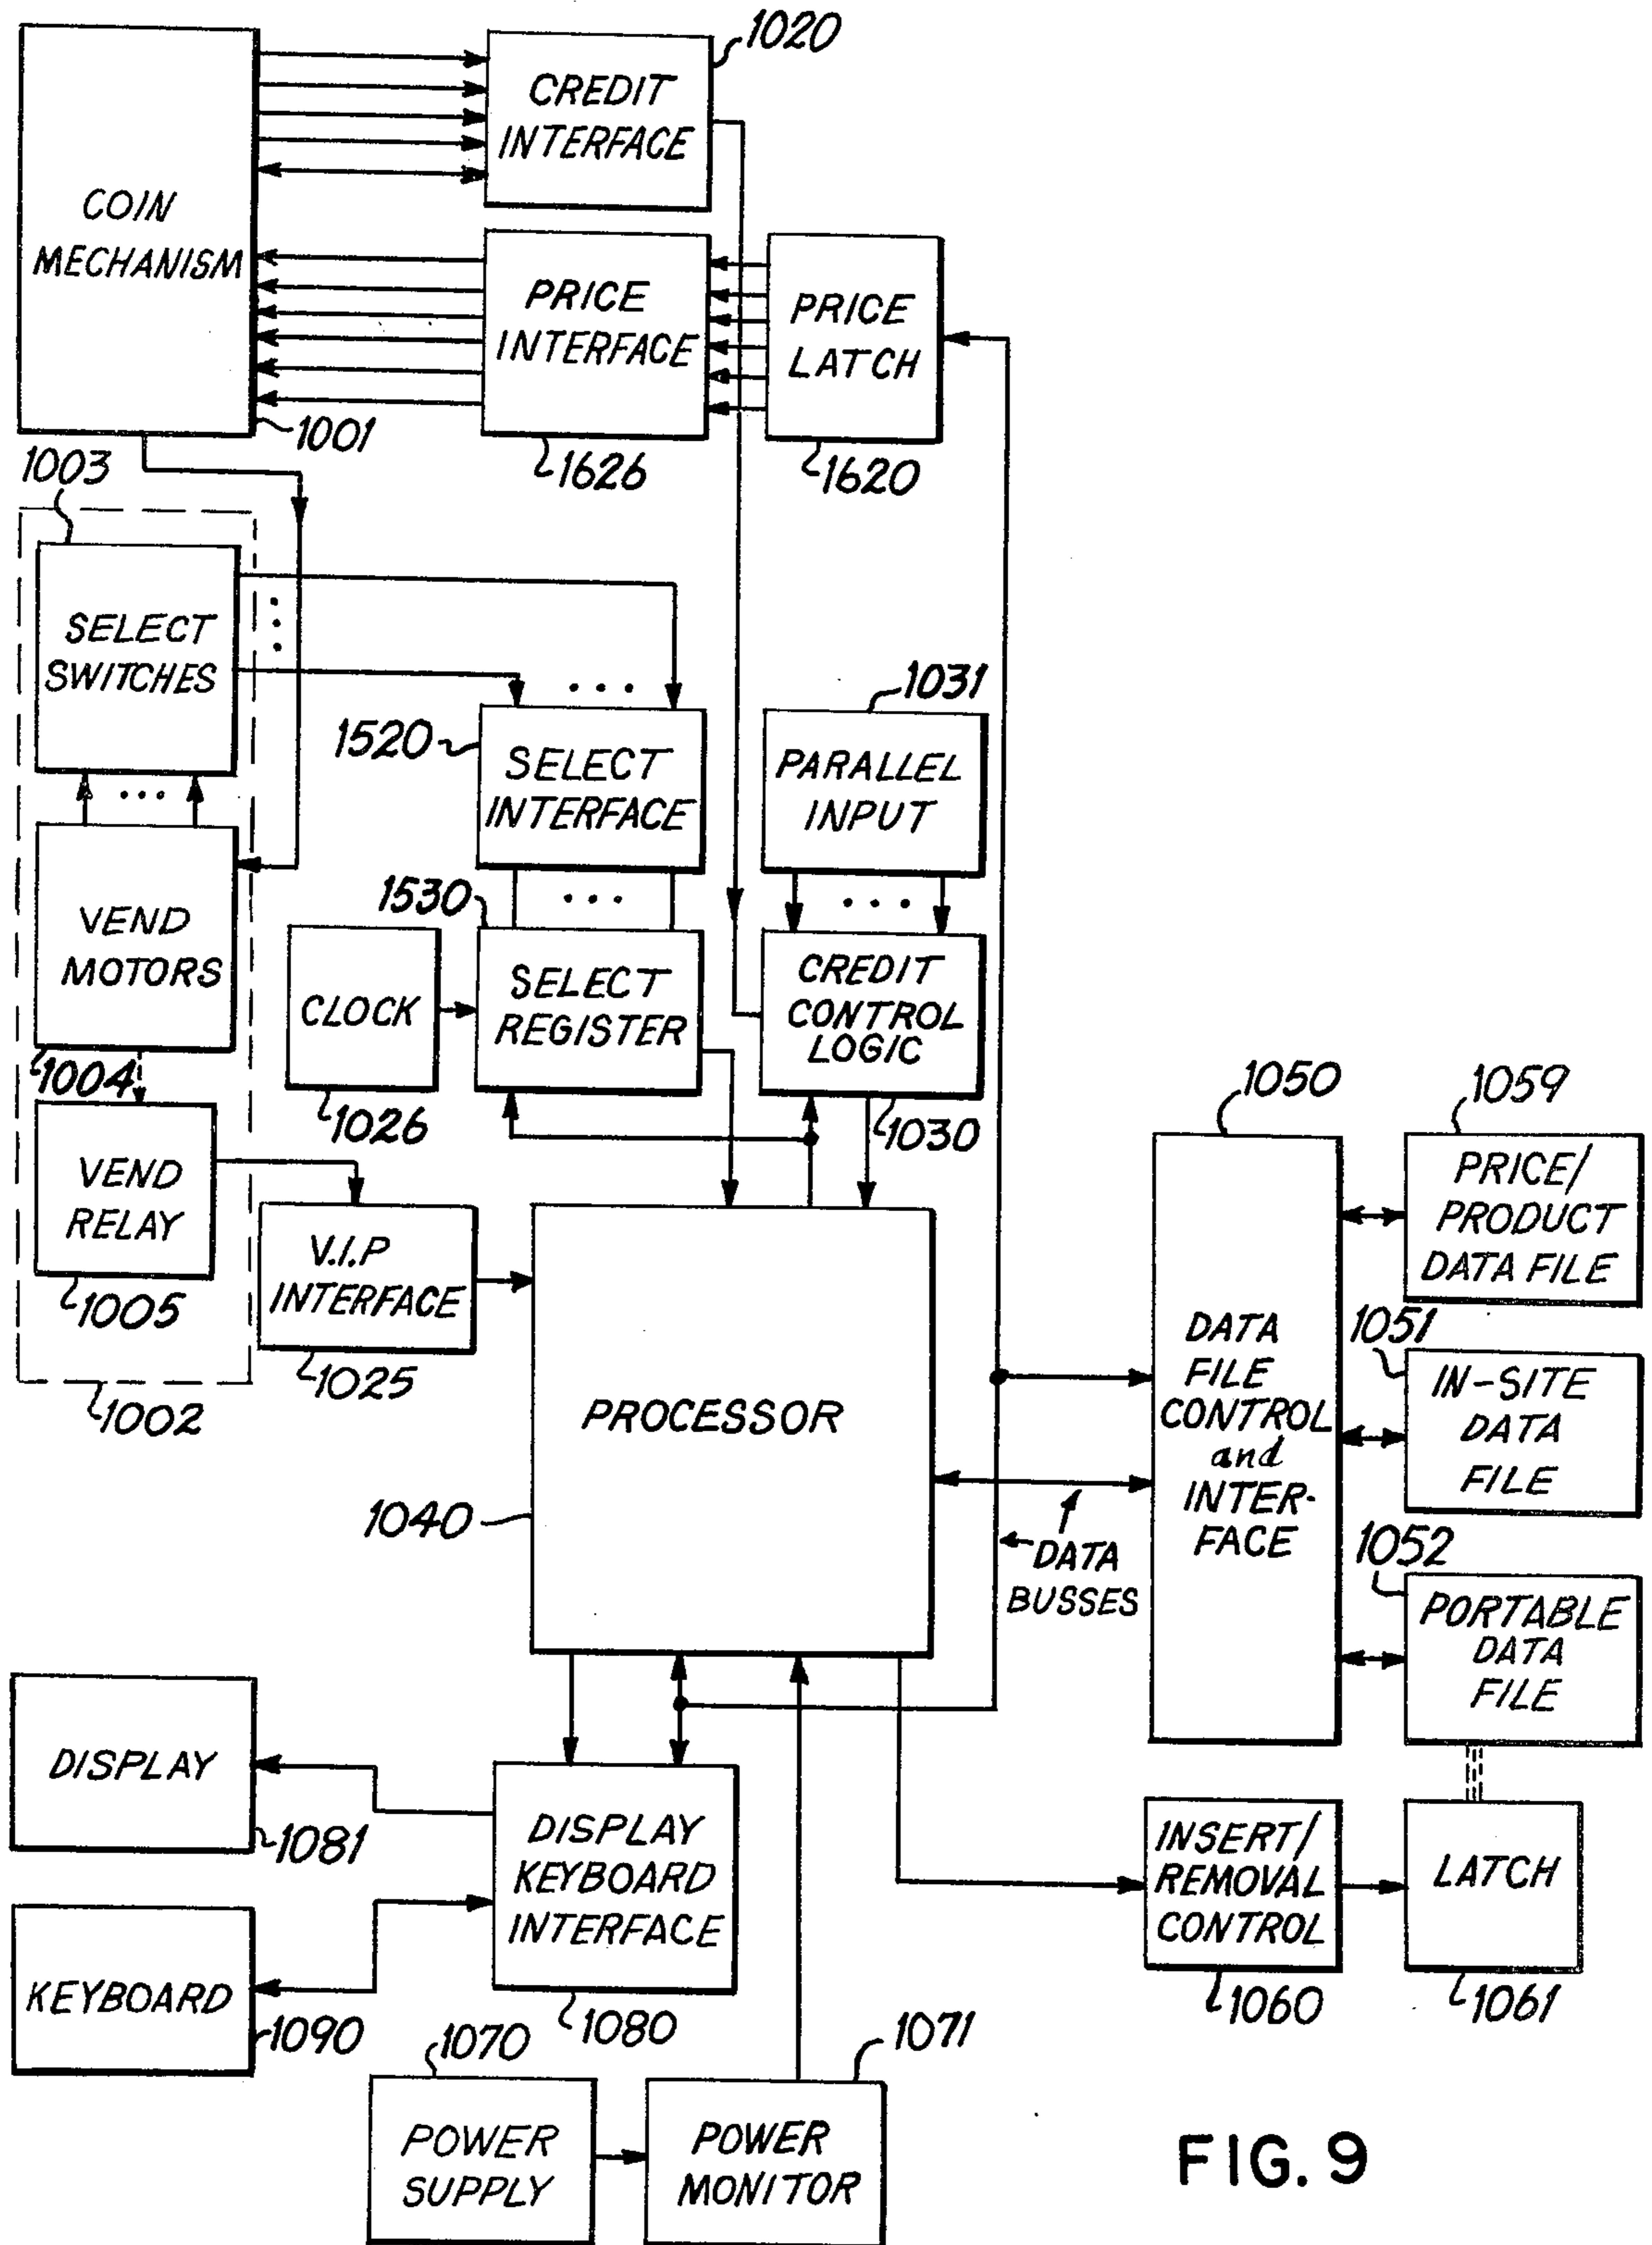 1020
CREDIT
INTERFACE
COIN
MECHANISM
1001
PRICE
INTERFACE
1626
PRICE
LATCH
1620
1003
SELECT
SWITCHES
1520
SELECT
INTERFACE
1031
PARALLEL
INPUT
VEND
MOTORS
1004
1530
SELECT
REGISTER
CLOCK
1026
CREDIT
CONTROL
LOGIC
1030
VEND
RELAY
1005
1002
V.I.P
INTERFACE
1025
PROCESSOR
1040
DATA
BUSSES
1050
DATA
FILE
CONTROL
and
INTER-
FACE
1059
PRICE/
PRODUCT
DATA FILE
1051
IN-SITE
DATA
FILE
1052
PORTABLE
DATA
FILE
DISPLAY
1081
DISPLAY
KEYBOARD
INTERFACE
1080
KEYBOARD
1090
INSERT/
REMOVAL
CONTROL
1060
LATCH
1061
1070
POWER
SUPPLY
1071
POWER
MONITOR
FIG. 9